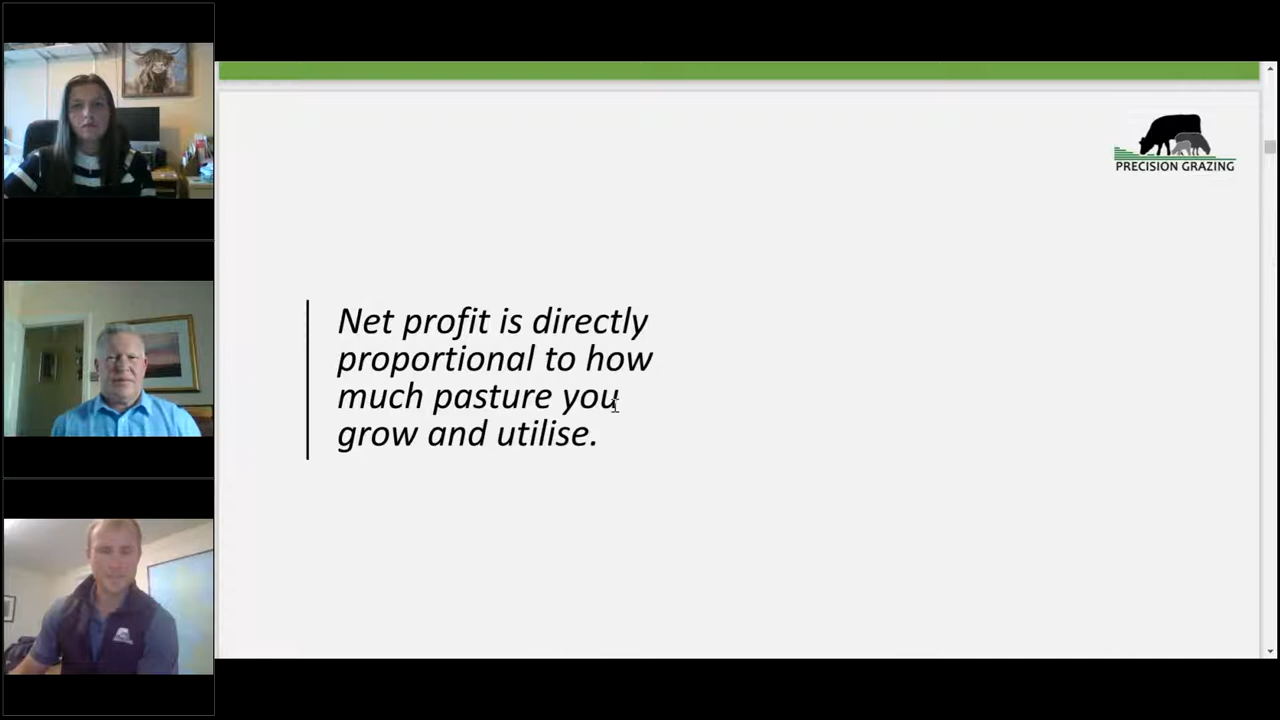 PRECISION GRAZING
Net profit is directly
proportional to how
much pasture you
grow and utilise.